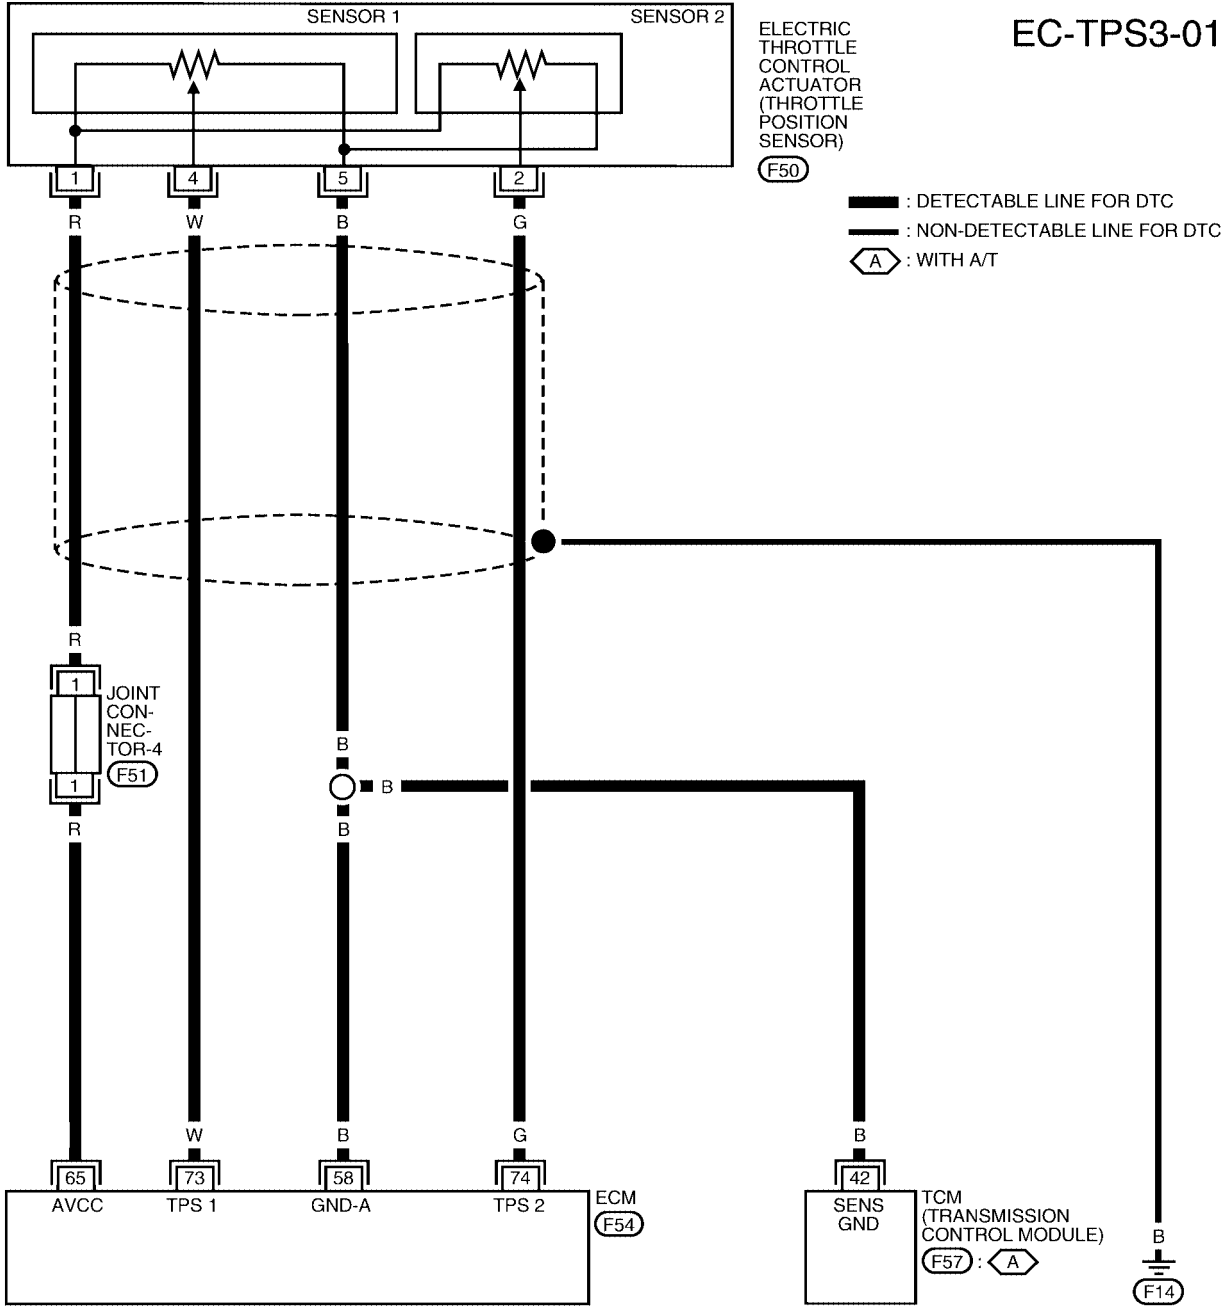 SENSOR 1
SENSOR 2
EC-TPS3-01
ELECTRIC
THROTTLE
CONTROL
ACTUATOR
(THROTTLE
POSITION
SENSOR)
F50
1
4
5
2
R
W
B
G
: DETECTABLE LINE FOR DTC
: NON-DETECTABLE LINE FOR DTC
A : WITH A/T
R
1
JOINT
CON-
NEC-
TOR-4
F51
1
R
B
B
B
W
B
G
B
65
73
58
74
42
AVCC
TPS 1
GND-A
TPS 2
ECM
F54
SENS
GND
TCM
(TRANSMISSION
CONTROL MODULE)
F57 : A
B
F14